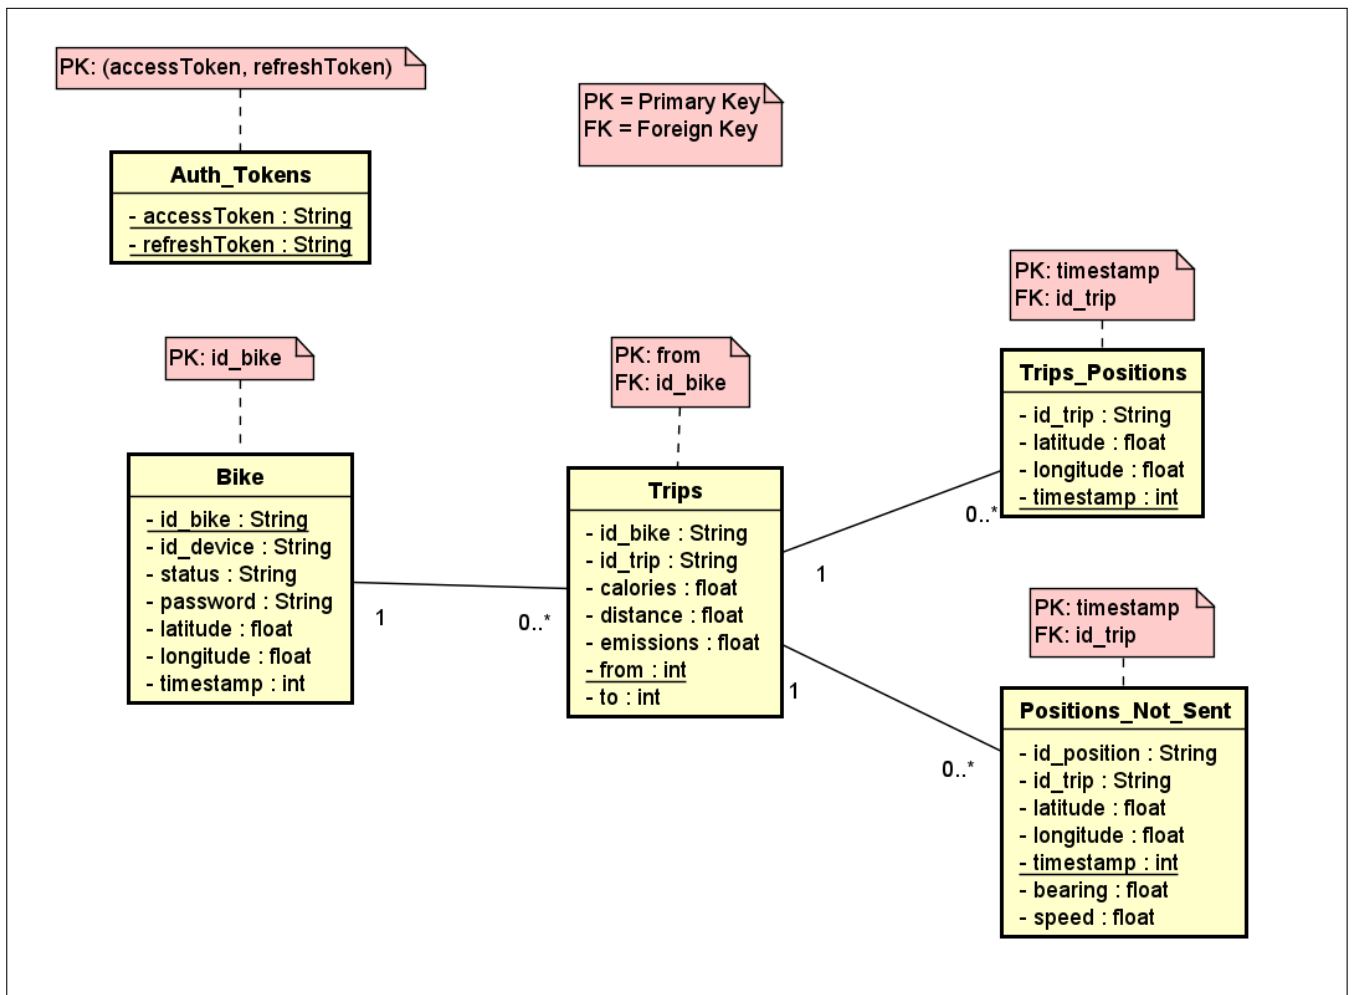 PK: (accessToken, refreshToken)
PK = Primary Key
FK = Foreign Key
Auth_Tokens
- accessToken : String
- refreshToken : String
PK: timestamp
FK: id_trip
Trips_Positions
- id_trip : String
- latitude : float
- longitude : float
- timestamp : int
PK: id_bike
Bike
- id_bike : String
- id_device : String
- status : String
- password : String
- latitude : float
- longitude : float
- timestamp : int
1
0..*
PK: from
FK: id_bike
Trips
- id_bike : String
- id_trip : String
- calories : float
- distance : float
- emissions : float
- from : int
- to : int
1
0..*
1
0..*
PK: timestamp
FK: id_trip
Positions_Not_Sent
- id_position : String
- id_trip : String
- latitude : float
- longitude : float
- timestamp : int
- bearing : float
- speed : float